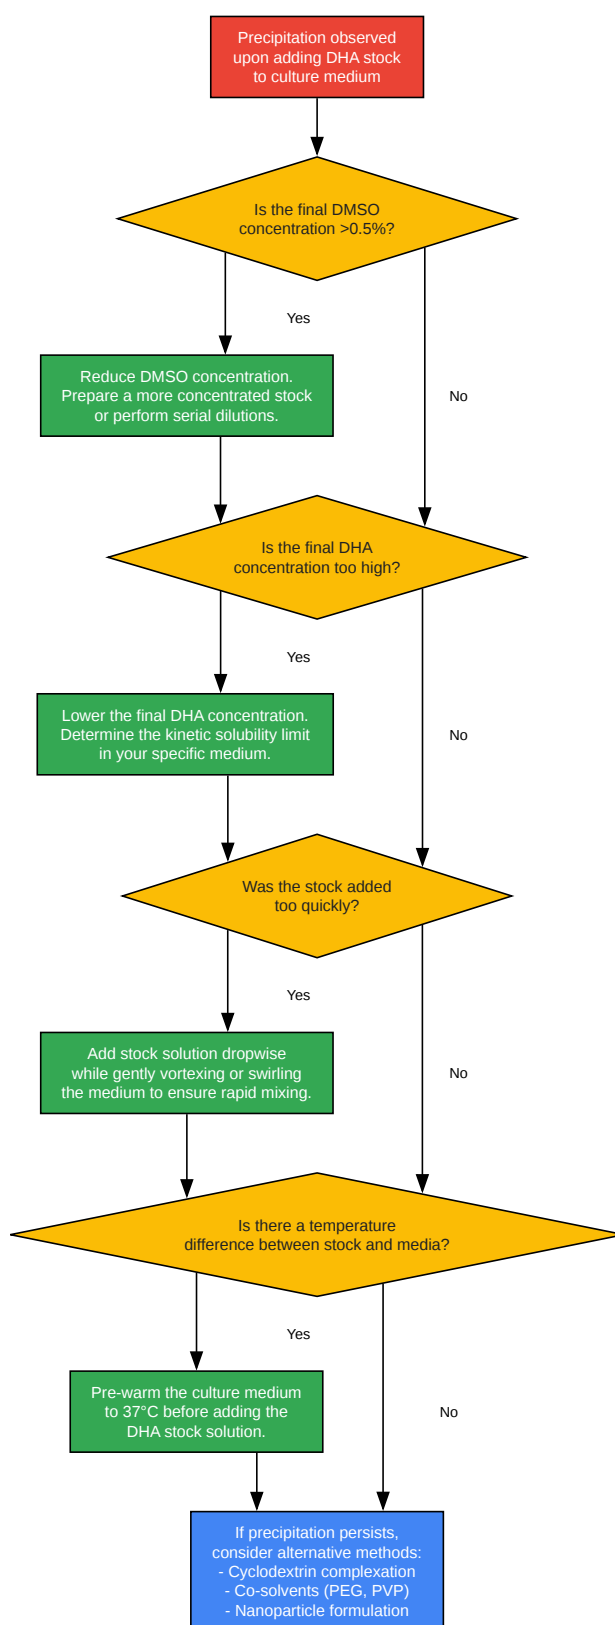 Precipitation observed
upon adding DHA stock
to culture medium
Is the final DMSO
concentration >0.5%?
Yes
Reduce DMSO concentration.
Prepare a more concentrated stock
or perform serial dilutions.
No
Is the final DHA
concentration too high?
Yes
Lower the final DHA concentration.
Determine the kinetic solubility limit
in your specific medium.
No
Was the stock added
too quickly?
Yes
Add stock solution dropwise
while gently vortexing or swirling
the medium to ensure rapid mixing.
No
Is there a temperature
difference between stock and media?
Yes
Pre-warm the culture medium
to 37°C before adding the
DHA stock solution.
No
If precipitation persists,
consider alternative methods:
- Cyclodextrin complexation
- Co-solvents (PEG, PVP)
- Nanoparticle formulation